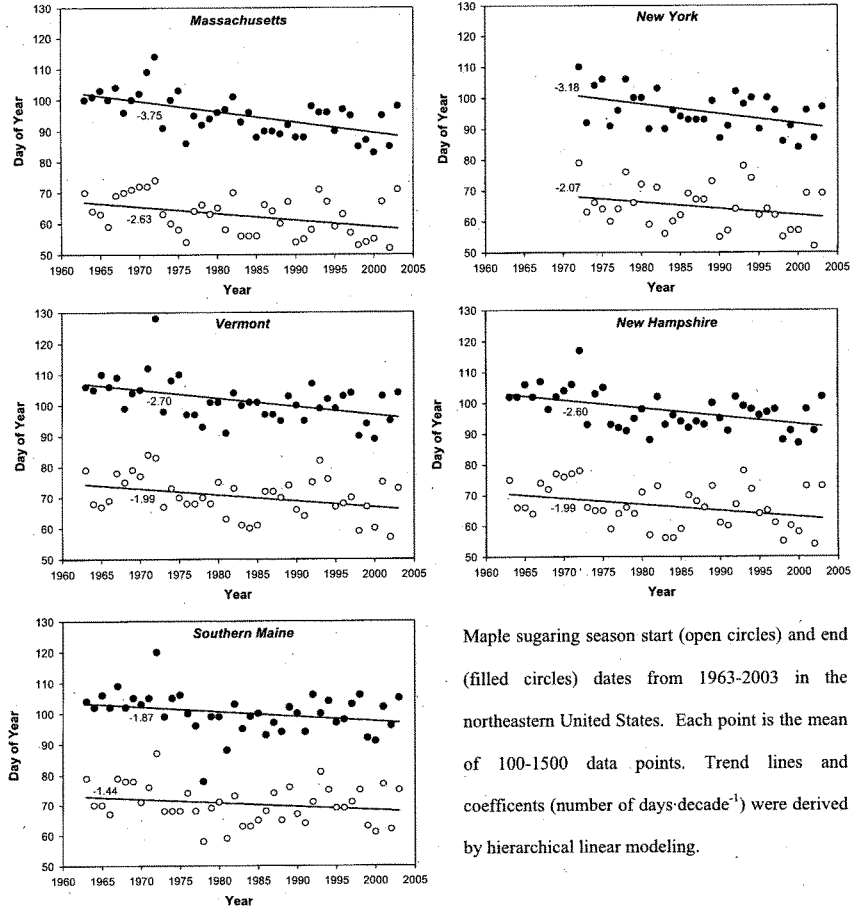 Massachusetts
130
120
110
100
90
80
70
60
50
Day of Year
-3.75
-2.63
1960 1965 1970 1975 1980 1985 1990 1995 2000 2005
Year
New York
130
120
110
100
90
80
70
60
50
Day of Year
-3.18
-2.07
1960 1965 1970 1975 1980 1985 1990 1995 2000 2005
Year
Vermont
130
120
110
100
90
80
70
60
50
Day of Year
-2.70
-1.99
1960 1965 1970 1975 1980 1985 1990 1995 2000 2005
Year
New Hampshire
130
120
110
100
90
80
70
60
50
Day of Year
-2.60
-1.99
1960 1965 1970 1975 1980 1985 1990 1995 2000 2005
Year
Southern Maine
130
120
110
100
90
80
70
60
50
Day of Year
-1.87
-1.44
1960 1965 1970 1975 1980 1985 1990 1995 2000 2005
Year
Maple sugaring season start (open circles) and end
(filled circles) dates from 1963-2003 in the
northeastern United States. Each point is the mean
of 100-1500 data points. Trend lines and
coefficents (number of days·decade⁻¹) were derived
by hierarchical linear modeling.